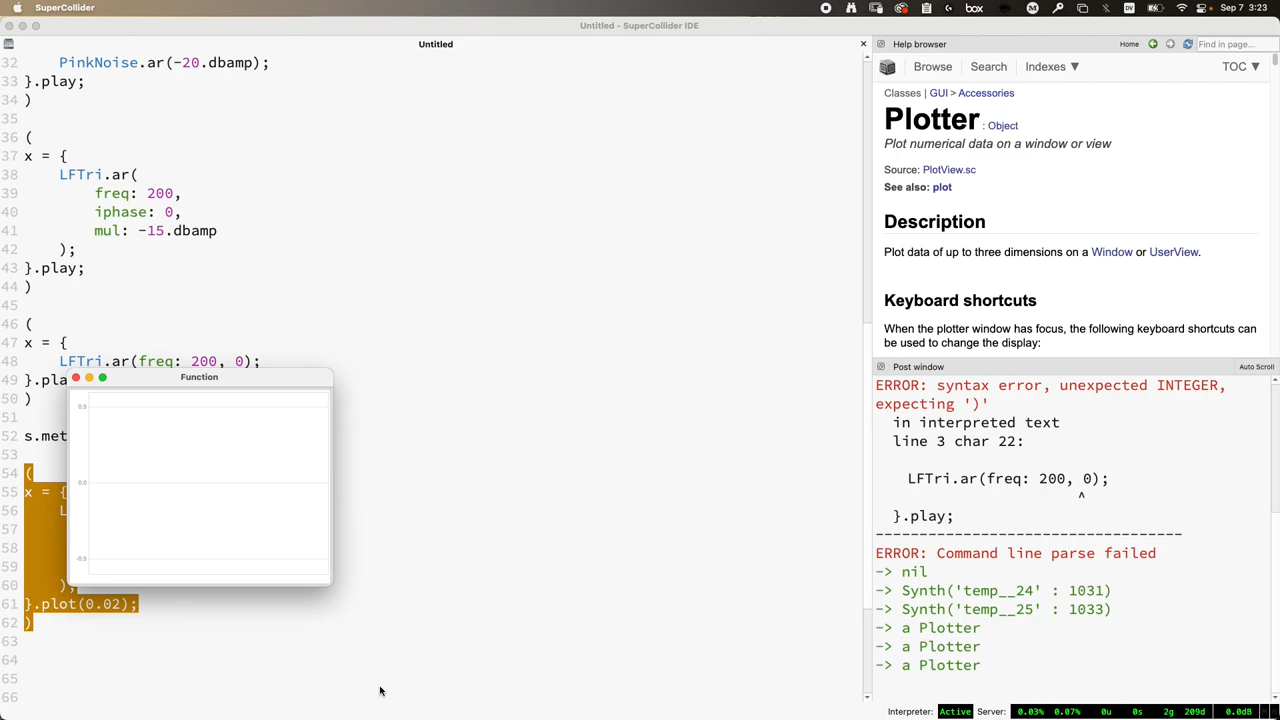 SuperCollider
Sep 7 3:23
Untitled - SuperCollider IDE
Untitled
32 PinkNoise.ar(-20.dbamp);
33 }.play;
34 )
35
36 (
37 x = {
38 LFTri.ar(
39 freq: 200,
40 iphase: 0,
41 mul: -15.dbamp
42 );
43 }.play;
44 )
45
46 (
47 x = {
48 LFTri.ar(freq: 200, 0);
49 }.pla
50 )
51
52 s.met
53
54 (
55 x = {
56 L
57
58
59
60 );
61 }.plot(0.02);
62 )
63
64
65
66
Function
0.5
0.0
-0.5
Help browser
Home
Find in page...
Browse Search Indexes ▼ TOC ▼
Classes | GUI > Accessories
Plotter : Object
Plot numerical data on a window or view
Source: PlotView.sc
See also: plot
Description
Plot data of up to three dimensions on a Window or UserView.
Keyboard shortcuts
When the plotter window has focus, the following keyboard shortcuts can
be used to change the display:
Post window
Auto Scroll
ERROR: syntax error, unexpected INTEGER,
expecting ')'
in interpreted text
line 3 char 22:
LFTri.ar(freq: 200, 0);
^
}.play;
-----------------------------------
ERROR: Command line parse failed
-> nil
-> Synth('temp__24' : 1031)
-> Synth('temp__25' : 1033)
-> a Plotter
-> a Plotter
-> a Plotter
Interpreter: Active Server: 0.03% 0.07% 0u 0s 2g 209d 0.0dB